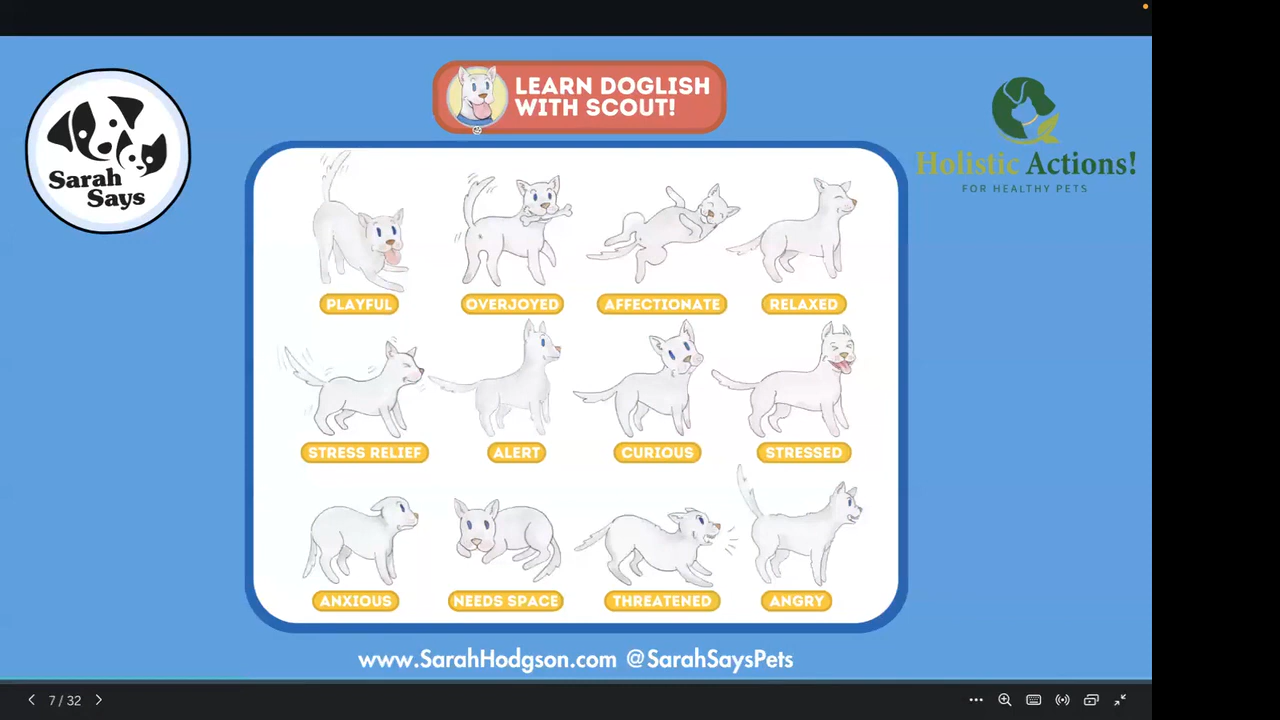 LEARN DOGLISH
WITH SCOUT!
Sarah
Says
Holistic Actions!
FOR HEALTHY PETS
PLAYFUL
OVERJOYED
AFFECTIONATE
RELAXED
STRESS RELIEF
ALERT
CURIOUS
STRESSED
ANXIOUS
NEEDS SPACE
THREATENED
ANGRY
www.SarahHodgson.com @SarahSaysPets
7 / 32